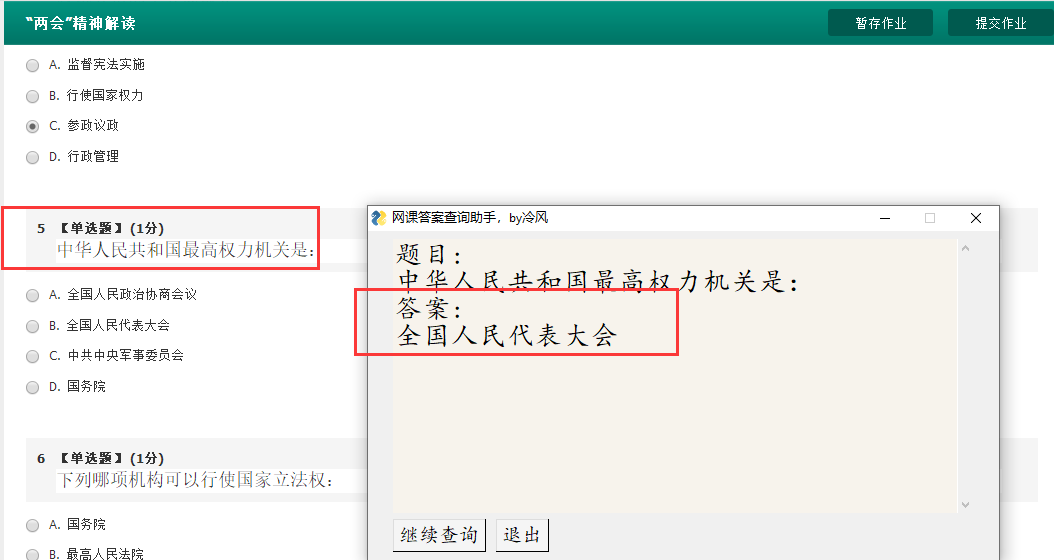 “两会”精神解读
暂存作业
提交作业
A. 监督宪法实施
B. 行使国家权力
C. 参政议政
D. 行政管理
5 【单选题】(1分)
中华人民共和国最高权力机关是：
A. 全国人民政治协商会议
B. 全国人民代表大会
C. 中共中央军事委员会
D. 国务院
6 【单选题】(1分)
下列哪项机构可以行使国家立法权：
A. 国务院
B. 最高人民法院
网课答案查询助手，by冷风
题目：
中华人民共和国最高权力机关是：
答案：
全国人民代表大会
继续查询
退出